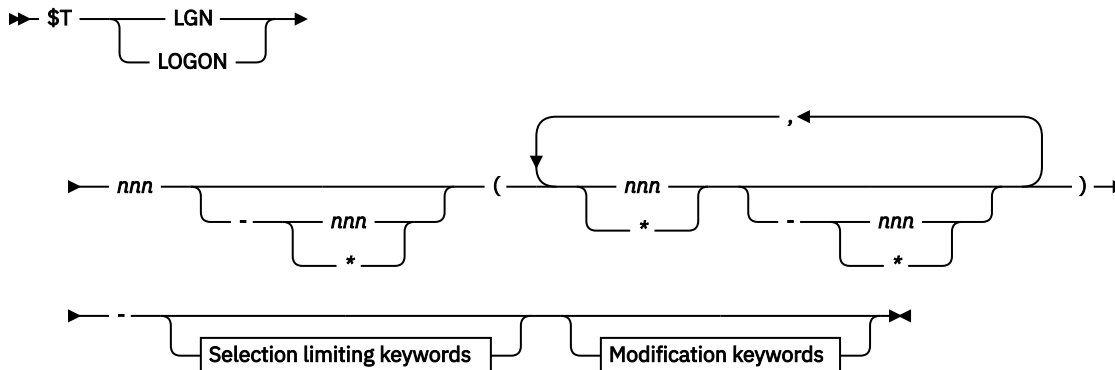 $T LGN
LOGON
,
nnn ( nnn )
- nnn * - nnn
* *
-
Selection limiting keywords Modification keywords